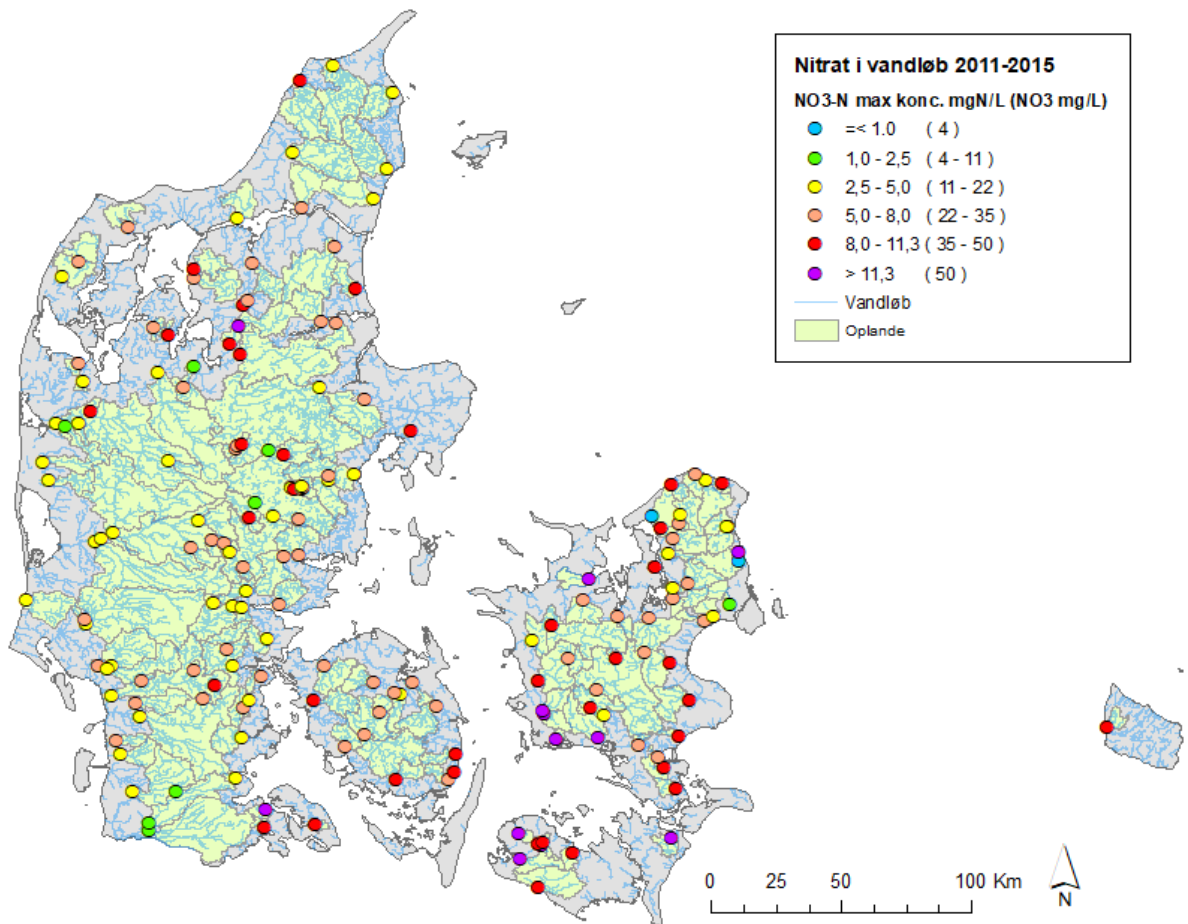 Nitrat i vandløb 2011-2015
NO3-N max konc. mgN/L (NO3 mg/L)
=< 1.0 ( 4 )
1,0 - 2,5 ( 4 - 11 )
2,5 - 5,0 ( 11 - 22 )
5,0 - 8,0 ( 22 - 35 )
8,0 - 11,3 ( 35 - 50 )
> 11,3 ( 50 )
Vandløb
Oplande
0 25 50 100 Km
N